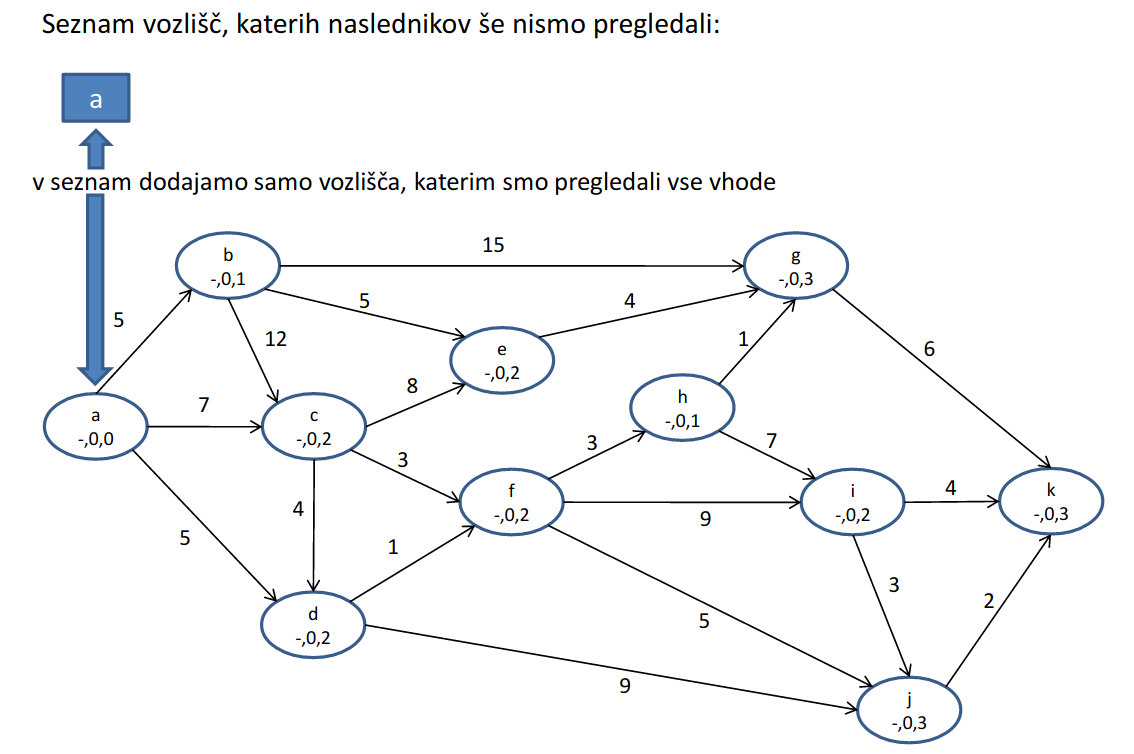 Seznam vozlišč, katerih naslednikov še nismo pregledali:
a
v seznam dodajamo samo vozlišča, katerim smo pregledali vse vhode
b
-,0,1
15
g
-,0,3
5
5
4
12
e
-,0,2
1
6
8
h
-,0,1
a
-,0,0
7
c
-,0,2
3
3
7
f
-,0,2
9
i
-,0,2
4
k
-,0,3
4
5
1
3
2
d
-,0,2
5
9
j
-,0,3